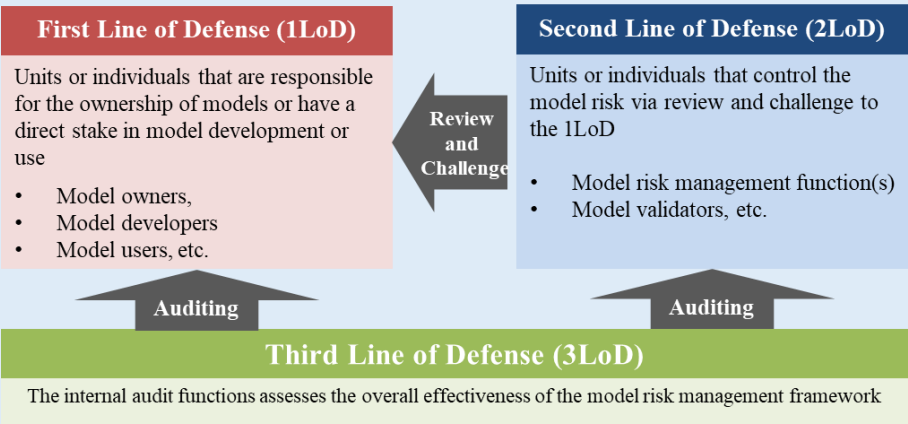 First Line of Defense (1LoD)
Units or individuals that are responsible
for the ownership of models or have a
direct stake in model development or
use
• Model owners,
• Model developers
• Model users, etc.
Review
and
Challenge
Second Line of Defense (2LoD)
Units or individuals that control the
model risk via review and challenge to
the 1LoD
• Model risk management function(s)
• Model validators, etc.
Auditing
Auditing
Third Line of Defense (3LoD)
The internal audit functions assesses the overall effectiveness of the model risk management framework